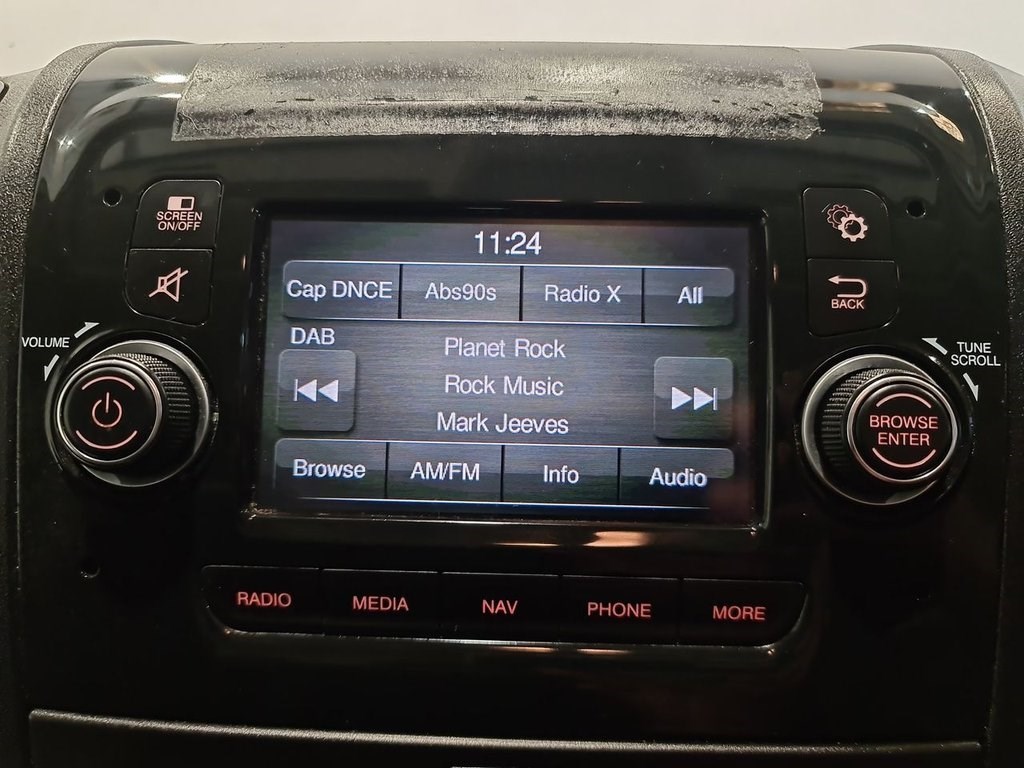 SCREEN
ON/OFF
11:24
Cap DNCE Abs90s Radio X All
BACK
VOLUME
DAB
Planet Rock
Rock Music
Mark Jeeves
TUNE
SCROLL
BROWSE
ENTER
Browse AM/FM Info Audio
RADIO MEDIA NAV PHONE MORE